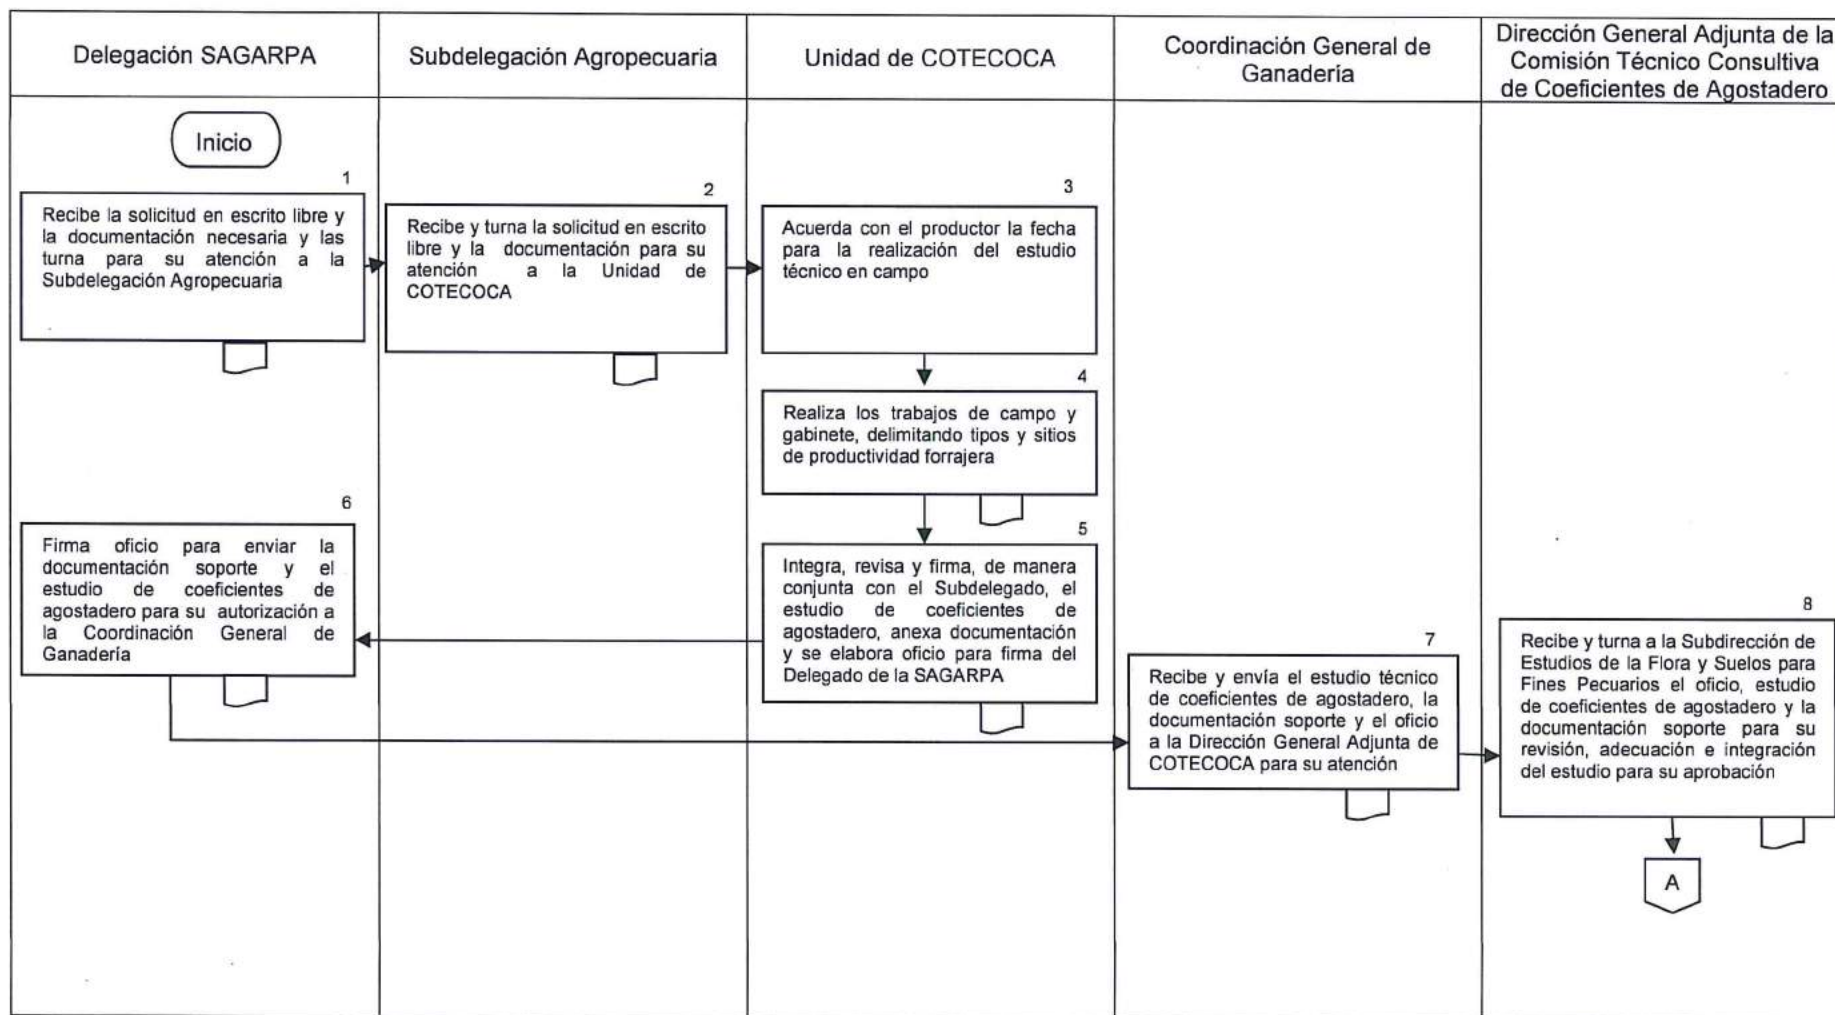 Delegación SAGARPA
Subdelegación Agropecuaria
Unidad de COTECOCA
Coordinación General de
Ganadería
Dirección General Adjunta de la
Comisión Técnico Consultiva
de Coeficientes de Agostadero
Inicio
1
Recibe la solicitud en escrito libre y
la documentación necesaria y las
turna para su atención a la
Subdelegación Agropecuaria
2
Recibe y turna la solicitud en escrito
libre y la documentación para su
atención a la Unidad de
COTECOCA
3
Acuerda con el productor la fecha
para la realización del estudio
técnico en campo
4
Realiza los trabajos de campo y
gabinete, delimitando tipos y sitios
de productividad forrajera
5
Integra, revisa y firma, de manera
conjunta con el Subdelegado, el
estudio de coeficientes de
agostadero, anexa documentación
y se elabora oficio para firma del
Delegado de la SAGARPA
6
Firma oficio para enviar la
documentación soporte y el
estudio de coeficientes de
agostadero para su autorización a
la Coordinación General de
Ganadería
7
Recibe y envía el estudio técnico
de coeficientes de agostadero, la
documentación soporte y el oficio
a la Dirección General Adjunta de
COTECOCA para su atención
8
Recibe y turna a la Subdirección de
Estudios de la Flora y Suelos para
Fines Pecuarios el oficio, estudio
de coeficientes de agostadero y la
documentación soporte para su
revisión, adecuación e integración
del estudio para su aprobación
A